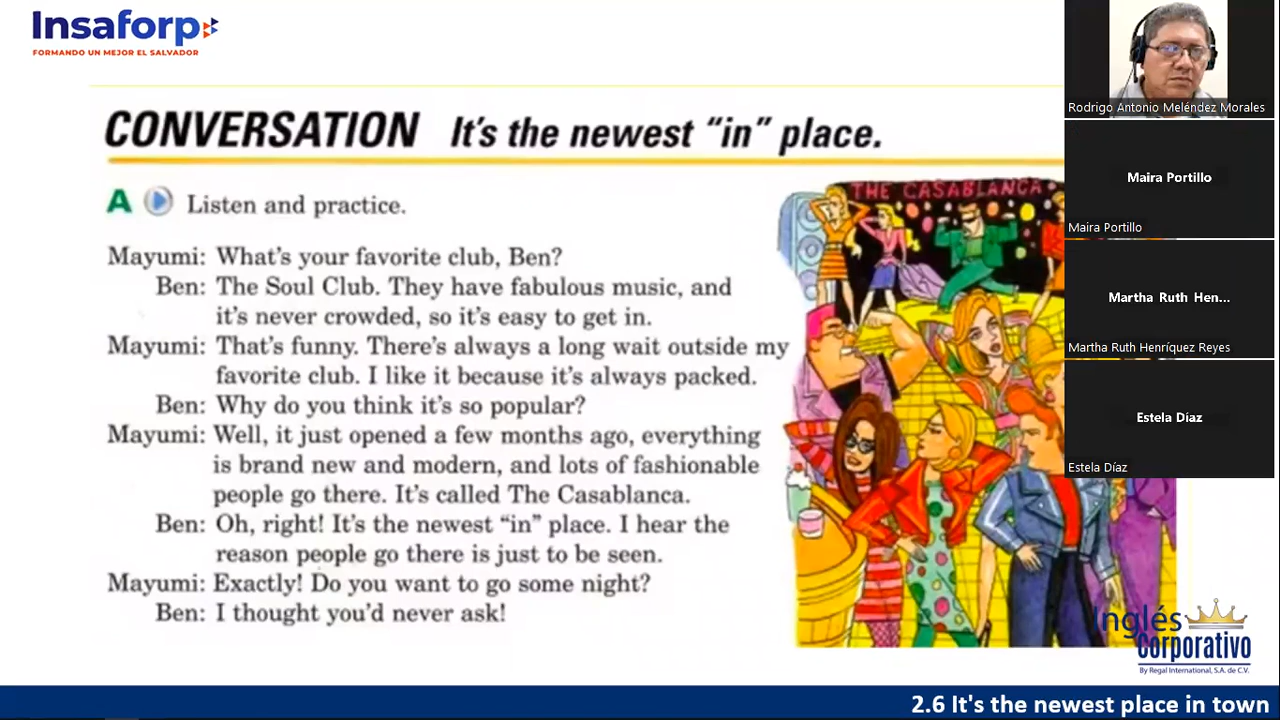 Insaforp
FORMANDO UN MEJOR EL SALVADOR
CONVERSATION It's the newest "in" place.
A Listen and practice.
Mayumi: What's your favorite club, Ben?
Ben: The Soul Club. They have fabulous music, and
it's never crowded, so it's easy to get in.
Mayumi: That's funny. There's always a long wait outside my
favorite club. I like it because it's always packed.
Ben: Why do you think it's so popular?
Mayumi: Well, it just opened a few months ago, everything
is brand new and modern, and lots of fashionable
people go there. It's called The Casablanca.
Ben: Oh, right! It's the newest "in" place. I hear the
reason people go there is just to be seen.
Mayumi: Exactly! Do you want to go some night?
Ben: I thought you'd never ask!
THE CASABLANCA
Rodrigo Antonio Meléndez Morales
Maira Portillo
Maira Portillo
Martha Ruth Hen...
Martha Ruth Henríquez Reyes
Estela Díaz
Estela Díaz
Inglés
corporativo
By Regal International, S.A. de C.V.
2.6 It's the newest place in town